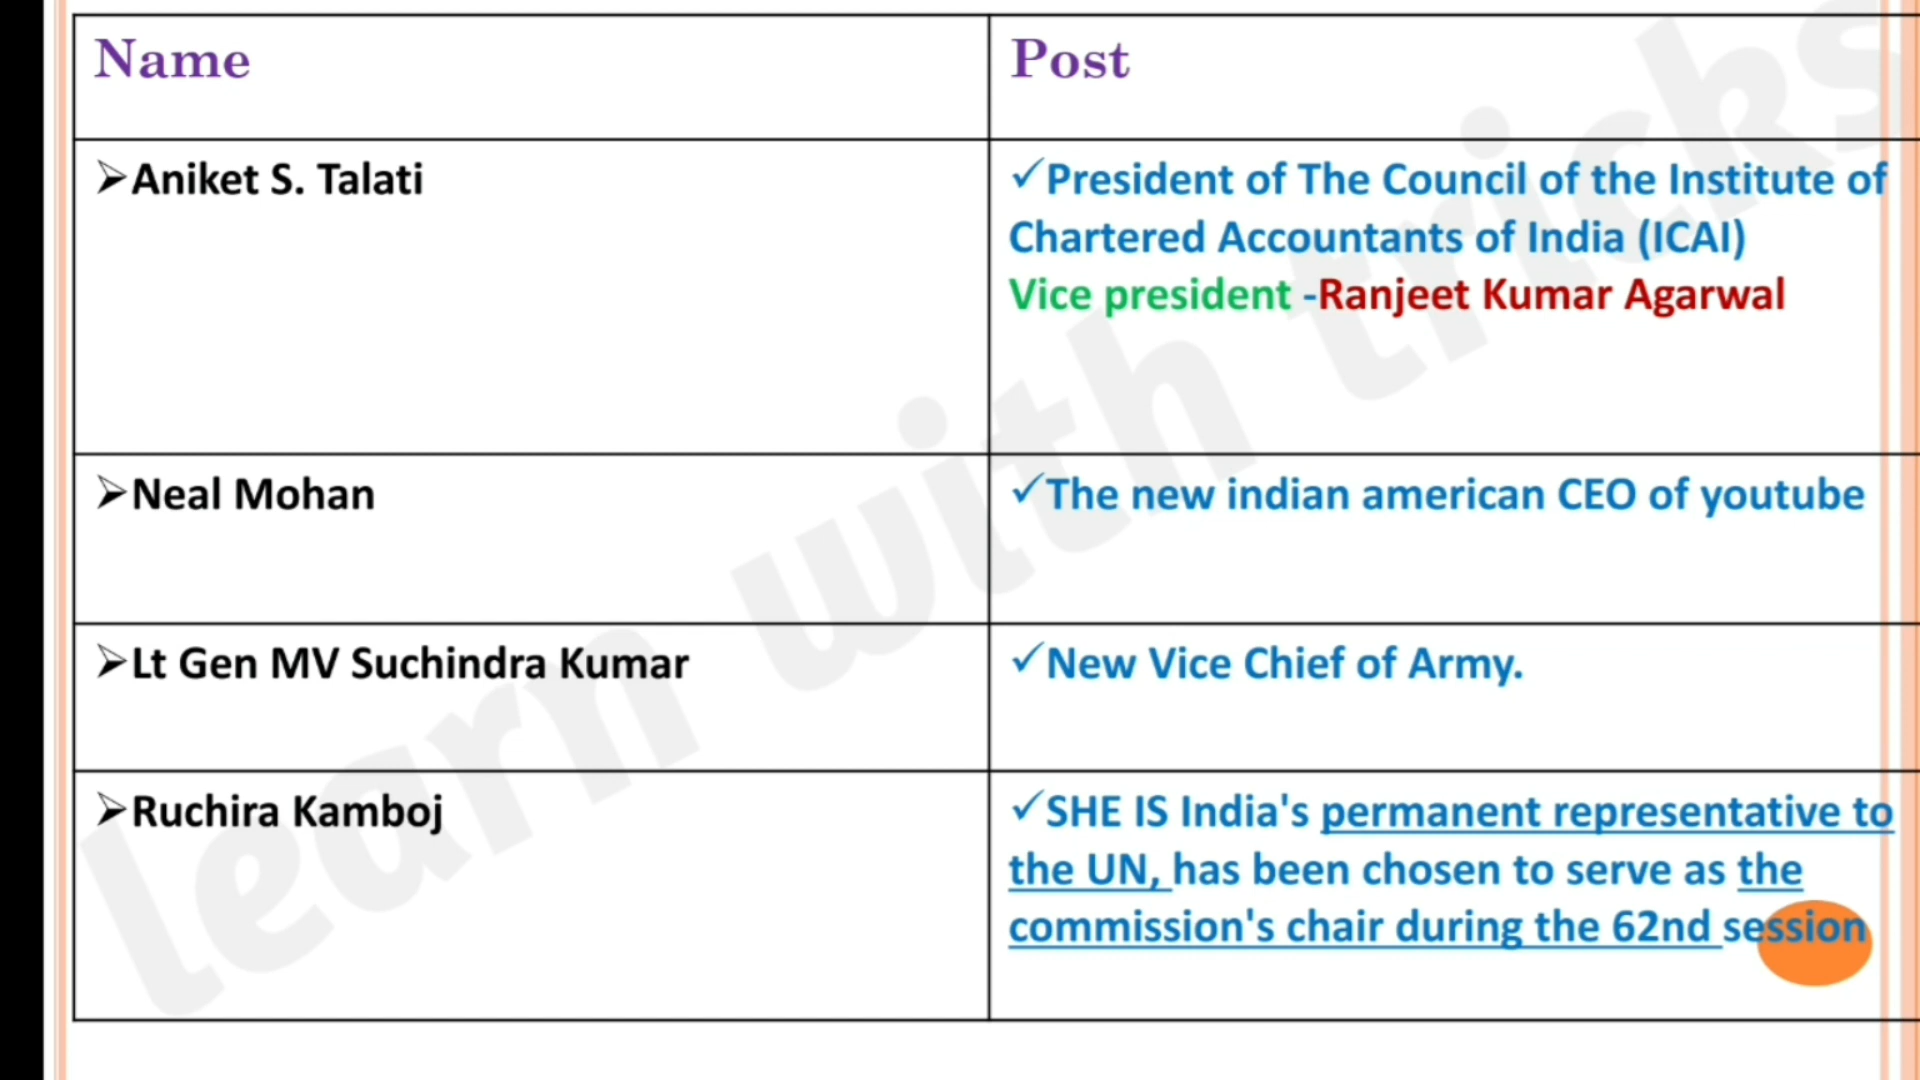 Name
Post
➢Aniket S. Talati
✓President of The Council of the Institute of
Chartered Accountants of India (ICAI)
Vice president -Ranjeet Kumar Agarwal
➢Neal Mohan
✓The new indian american CEO of youtube
➢Lt Gen MV Suchindra Kumar
✓New Vice Chief of Army.
➢Ruchira Kamboj
✓SHE IS India's permanent representative to
the UN, has been chosen to serve as the
commission's chair during the 62nd session
learn with tricks